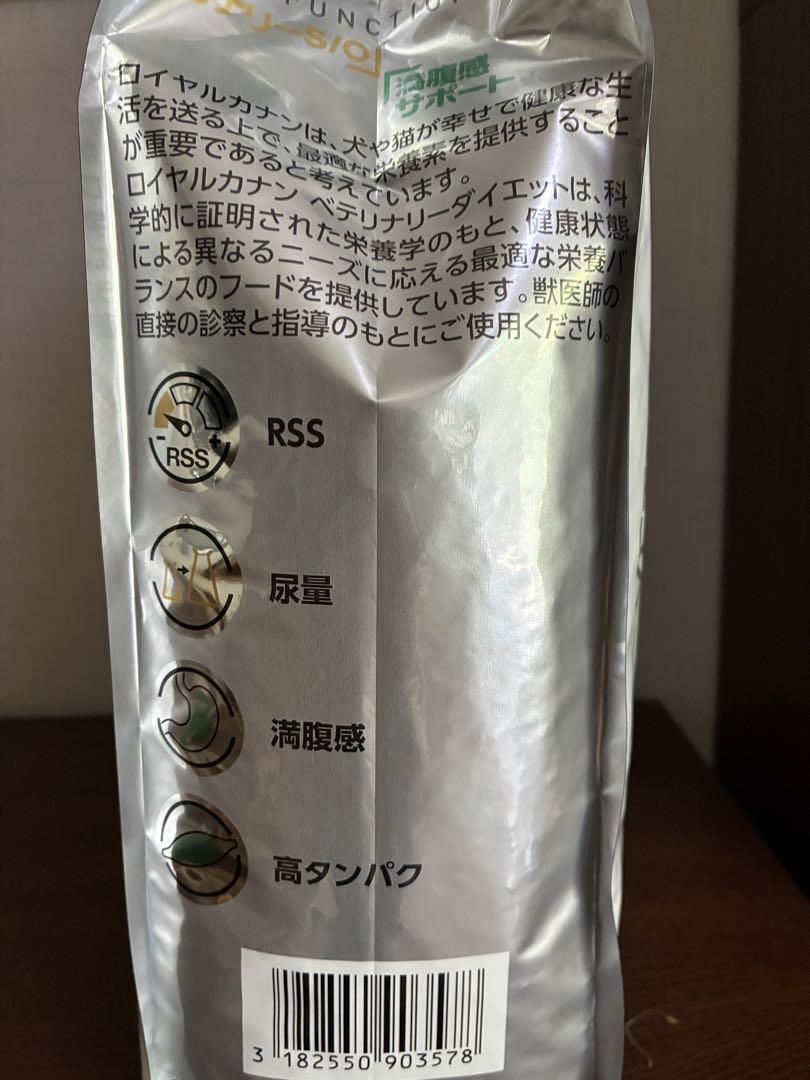 FUNCTIO
満腹感
サポート
ロイヤルカナンは、犬や猫が幸せで健康な生
活を送る上で、最適な栄養素を提供すること
が重要であると考えています。
ロイヤルカナン ベテリナリーダイエットは、科
学的に証明された栄養学のもと、健康状態
による異なるニーズに応える最適な栄養バ
ランスのフードを提供しています。獣医師の
直接の診察と指導のもとにご使用ください。
- RSS +
RSS
尿量
満腹感
高タンパク
3 182550 903578